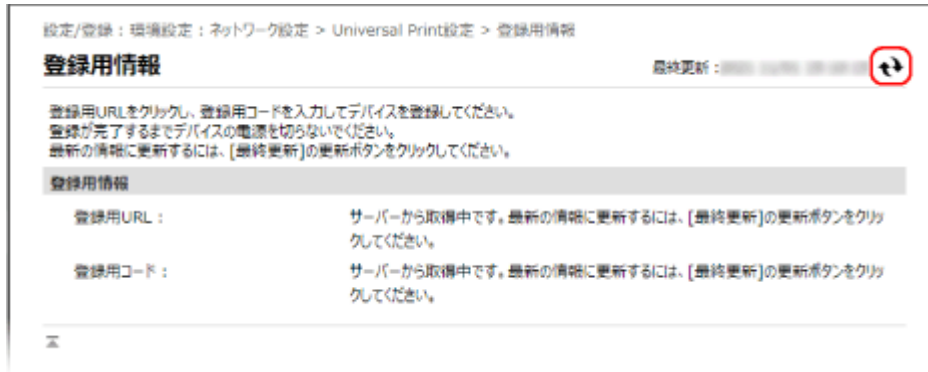 設定/登録 : 環境設定 : ネットワーク設定 > Universal Print設定 > 登録用情報
登録用情報
最終更新 :
登録用URLをクリックし、登録用コードを入力してデバイスを登録してください。
登録が完了するまでデバイスの電源を切らないでください。
最新の情報に更新するには、[最終更新]の更新ボタンをクリックしてください。
登録用情報
登録用URL :
サーバーから取得中です。最新の情報に更新するには、[最終更新]の更新ボタンをクリッ
クしてください。
登録用コード :
サーバーから取得中です。最新の情報に更新するには、[最終更新]の更新ボタンをクリッ
クしてください。